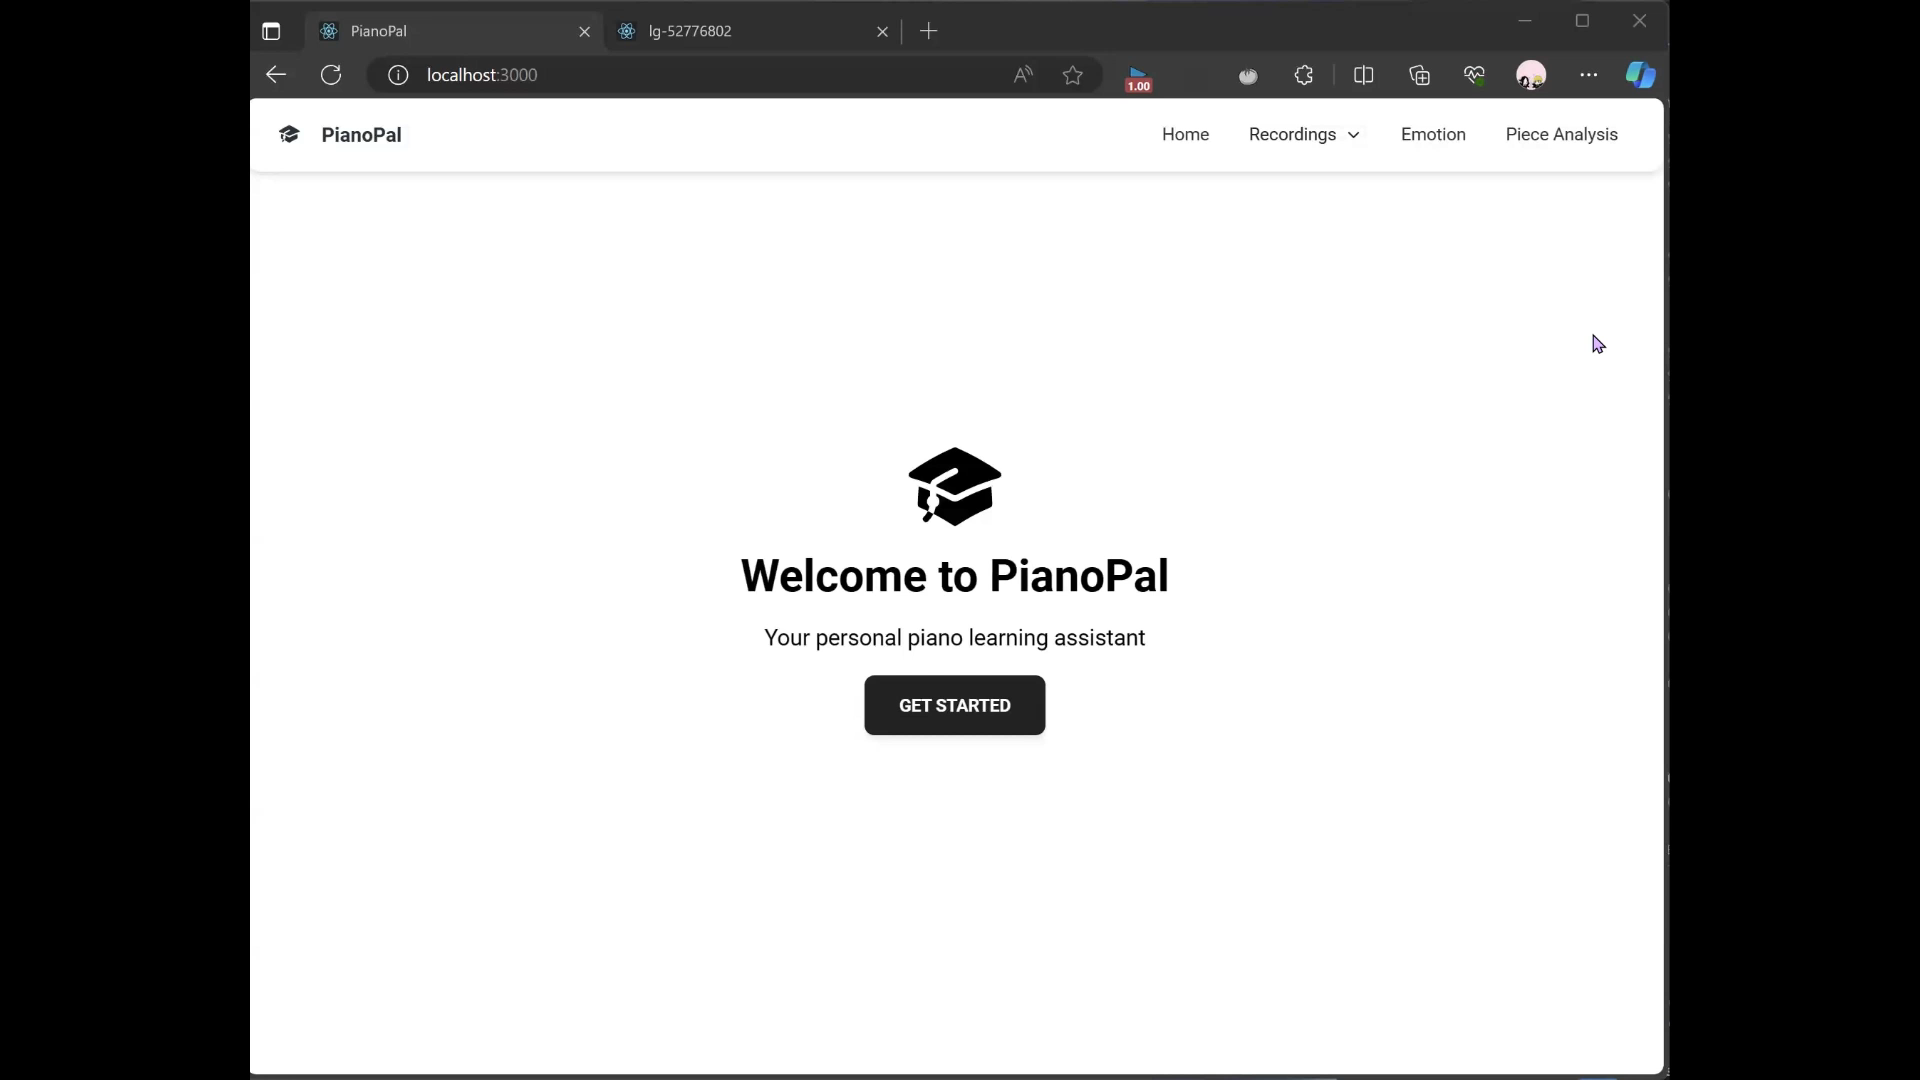 PianoPal
lg-52776802
localhost:3000
1.00
PianoPal
Home
Recordings
Emotion
Piece Analysis
Welcome to PianoPal
Your personal piano learning assistant
GET STARTED